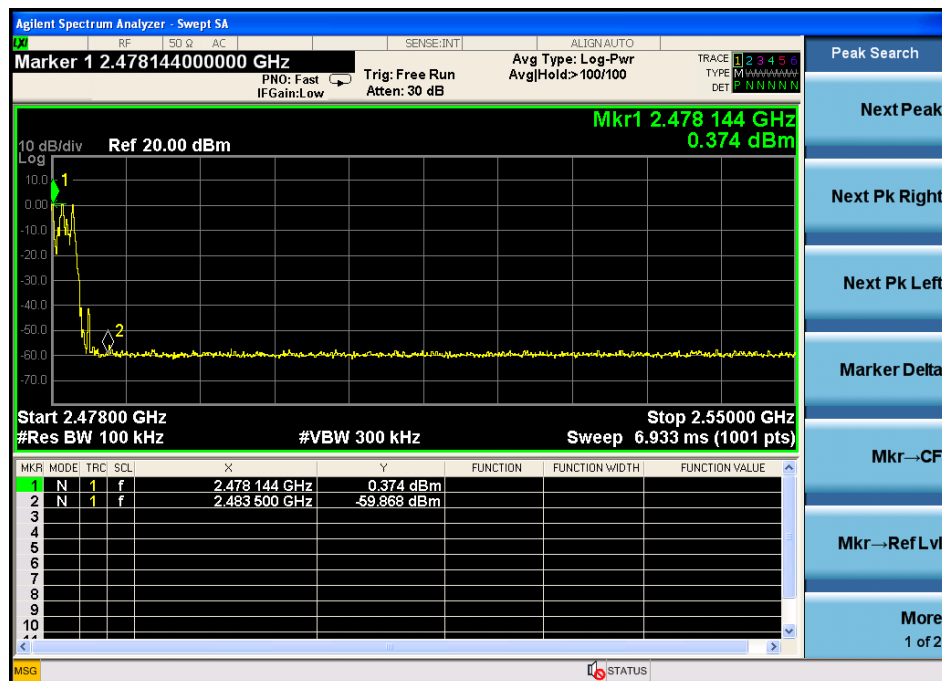 Agilent Spectrum Analyzer - Swept SA
LXI RF 50 Ω AC SENSE:INT ALIGN AUTO
Marker 1 2.478144000000 GHz
PNO: Fast
IFGain:Low
Trig: Free Run
Atten: 30 dB
Avg Type: Log-Pwr
Avg|Hold:> 100/100
TRACE 1 2 3 4 5 6
TYPE M
DET P N N N N N
Mkr1 2.478 144 GHz
0.374 dBm
10 dB/div Ref 20.00 dBm
Log
10.0
0.00
-10.0
-20.0
-30.0
-40.0
-50.0
-60.0
-70.0
1
2
Start 2.47800 GHz Stop 2.55000 GHz
#Res BW 100 kHz #VBW 300 kHz Sweep 6.933 ms (1001 pts)
MKR MODE TRC SCL X Y FUNCTION FUNCTION WIDTH FUNCTION VALUE
1 N 1 f 2.478 144 GHz 0.374 dBm
2 N 1 f 2.483 500 GHz -59.868 dBm
3
4
5
6
7
8
9
10
MSG STATUS
Peak Search
Next Peak
Next Pk Right
Next Pk Left
Marker Delta
Mkr→CF
Mkr→Ref Lvl
More
1 of 2